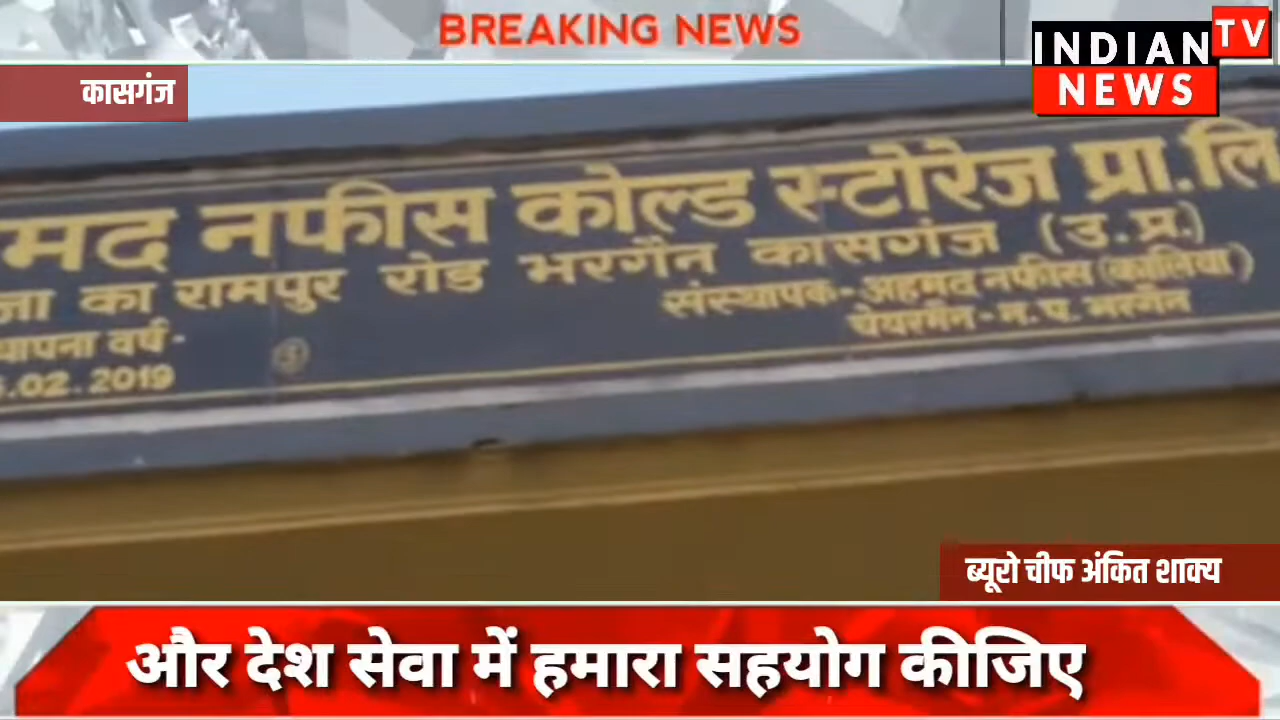 BREAKING NEWS
INDIAN TV
NEWS
कासगंज
मद नफीस कोल्ड स्टोरेज प्रा.लि
का रामपुर रोड भरगैन कासगंज (उ.प्र.)
संस्थापक-अहमद नफीस (कालिया)
चेयरमैन-न.प. भरगैन
वर्ष-
.02.2019
ब्यूरो चीफ अंकित शाक्य
और देश सेवा में हमारा सहयोग कीजिए